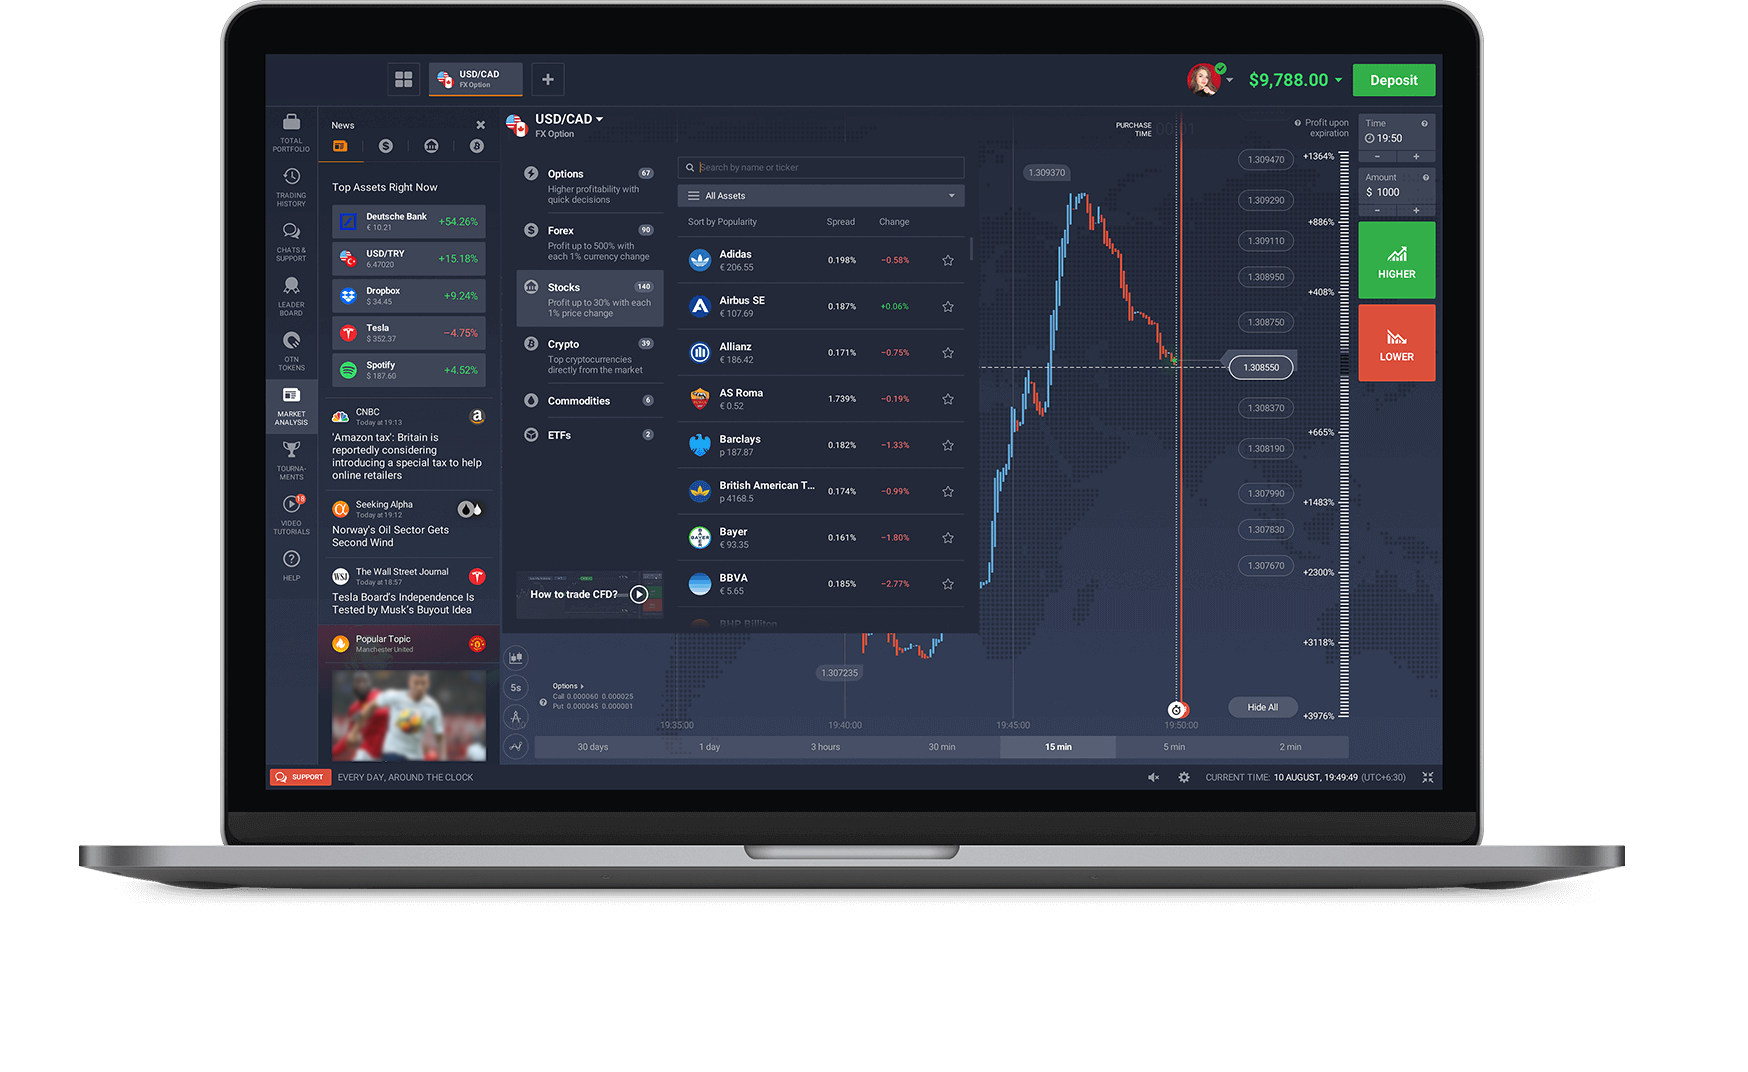 USD/CAD
FX Option
$9,788.00
Deposit
TOTAL
PORTFOLIO
TRADING
HISTORY
CHATS &
SUPPORT
LEADER
BOARD
OTN
TOKENS
MARKET
ANALYSIS
TOURNA-
MENTS
18
VIDEO
TUTORIALS
HELP
News
Top Assets Right Now
Deutsche Bank
€ 10.21
+54.26%
USD/TRY
6.47020
+15.18%
Dropbox
$ 34.45
+9.24%
Tesla
$ 352.37
−4.75%
Spotify
$ 187.60
+4.52%
CNBC
Today at 19:13
'Amazon tax': Britain is
reportedly considering
introducing a special tax to help
online retailers
Seeking Alpha
Today at 19:12
Norway's Oil Sector Gets
Second Wind
WSJ
The Wall Street Journal
Today at 18:57
Tesla Board's Independence Is
Tested by Musk's Buyout Idea
Popular Topic
Manchester United
USD/CAD
FX Option
Options 67
Higher profitability with
quick decisions
Forex 90
Profit up to 500% with
each 1% currency change
Stocks 140
Profit up to 30% with each
1% price change
Crypto 39
Top cryptocurrencies
directly from the market
Commodities 6
ETFs 2
How to trade CFD?
Search by name or ticker
All Assets
Sort by Popularity Spread Change
Adidas
€ 206.55
0.198% −0.58%
Airbus SE
€ 107.69
0.187% +0.06%
Allianz
€ 186.42
0.171% −0.75%
AS Roma
€ 0.52
1.739% −0.19%
Barclays
p 187.87
0.182% −1.33%
British American T...
p 4168.5
0.174% −0.99%
Bayer
€ 93.35
0.161% −1.80%
BBVA
€ 5.65
0.185% −2.77%
BHP Billiton
1.309370
PURCHASE
TIME
00:01
1.307235
5s
Options
Call 0.000060 0.000025
Put 0.000045 0.000001
19:35:00
19:40:00
19:45:00
19:50:00
30 days
1 day
3 hours
30 min
15 min
5 min
2 min
1.309470
1.309290
1.309110
1.308950
1.308750
1.308550
1.308370
1.308190
1.307990
1.307830
1.307670
Hide All
Profit upon
expiration
+1364%
+886%
+408%
+665%
+1483%
+2300%
+3118%
+3976%
Time
19:50
− +
Amount
$ 1000
− +
HIGHER
LOWER
SUPPORT
EVERY DAY, AROUND THE CLOCK
CURRENT TIME: 10 AUGUST, 19:49:49 (UTC+6:30)